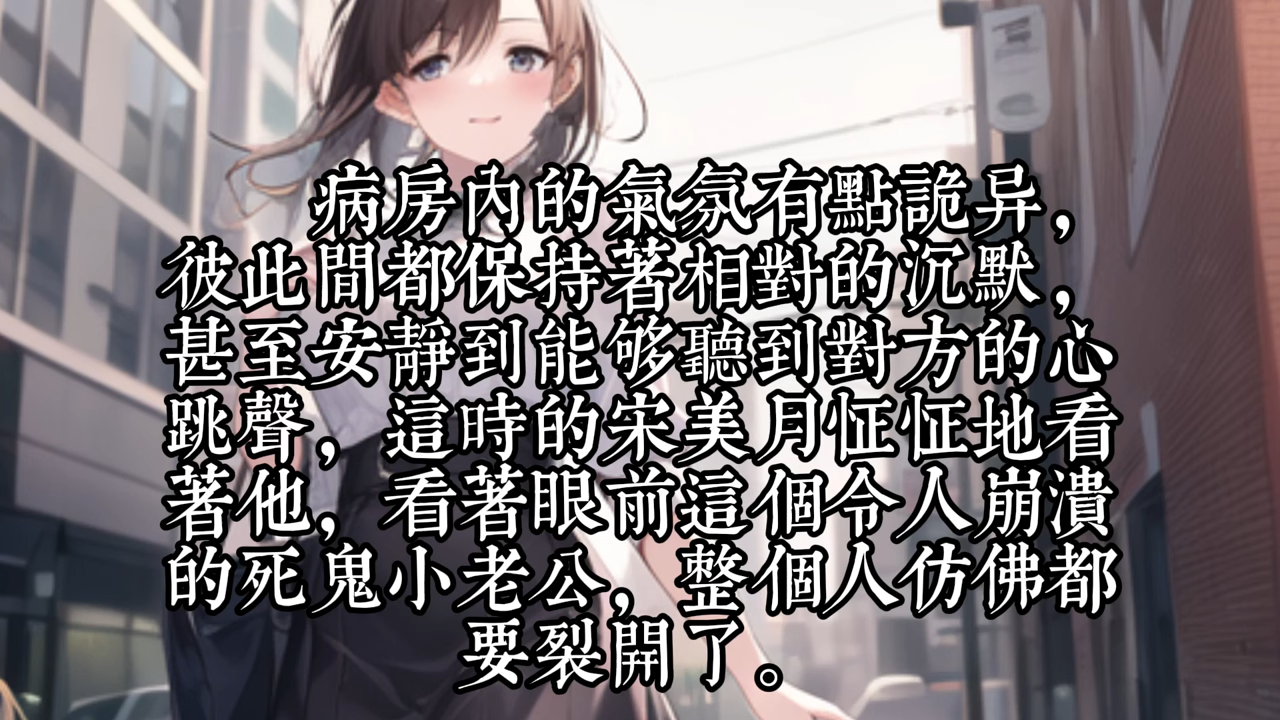 病房內的氣氛有點詭异，
彼此間都保持著相對的沉默，
甚至安靜到能够聽到對方的心
跳聲，這時的宋美月怔怔地看
著他，看著眼前這個令人崩潰
的死鬼小老公，整個人仿佛都
要裂開了。